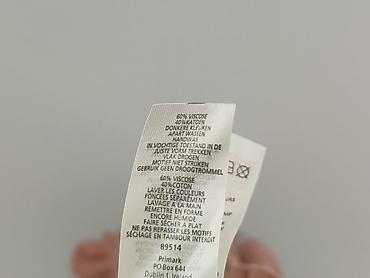 60% VISCOSE
40%KATOEN
DONKERE KLEUREN
APART WASSEN
HANDWAS
IN VOCHTIGE TOESTAND IN DE
JUISTE VORM TREKKEN
VLAK DROGEN
MOTIEF NIET STRIJKEN
GEBRUIK GEEN DROOGTROMMEL
60% VISCOSE
40%COTON
LAVER LES COULEURS
FONCÉES SÉPARÉMENT
LAVAGE A LA MAIN
REMETTRE EN FORME
ENCORE HUMIDE
FAIRE SÉCHER A PLAT
NE PAS REPASSER LES MOTIFS
SÉCHAGE EN TAMBOUR INTERDIT
89514
Primark
PO Box 644
Dublin 1, Ireland